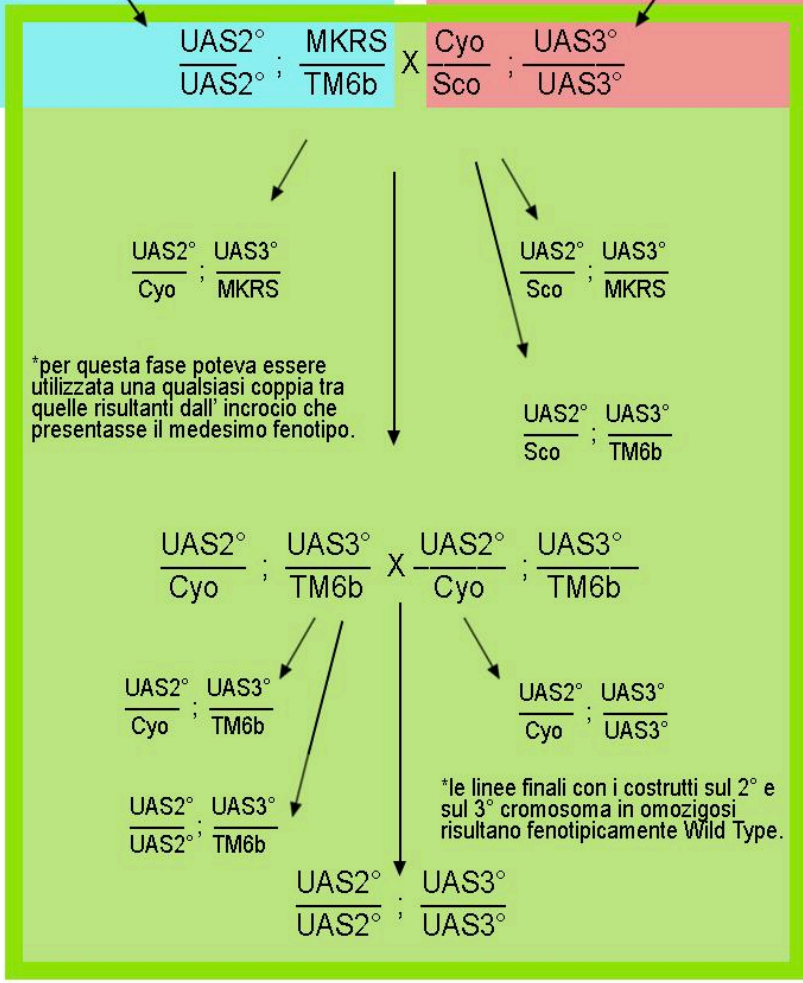 UAS2° MKRS Cyo UAS3°
; X ;
UAS2° TM6b Sco UAS3°
UAS2° UAS3°
;
Cyo MKRS
UAS2° UAS3°
;
Sco MKRS
*per questa fase poteva essere
utilizzata una qualsiasi coppia tra
quelle risultanti dall' incrocio che
presentasse il medesimo fenotipo.
UAS2° UAS3°
;
Sco TM6b
UAS2° UAS3° UAS2° UAS3°
; X ;
Cyo TM6b Cyo TM6b
UAS2° UAS3°
;
Cyo TM6b
UAS2° UAS3°
;
Cyo UAS3°
UAS2° UAS3°
;
UAS2° TM6b
*le linee finali con i costrutti sul 2° e
sul 3° cromosoma in omozigosi
risultano fenotipicamente Wild Type.
UAS2° UAS3°
;
UAS2° UAS3°